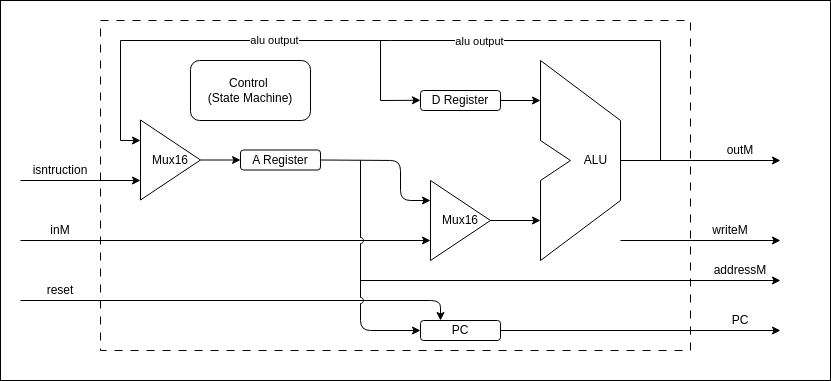 alu output
alu output
Control
(State Machine)
D Register
Mux16
A Register
ALU
outM
isntruction
Mux16
inM
writeM
addressM
reset
PC
PC